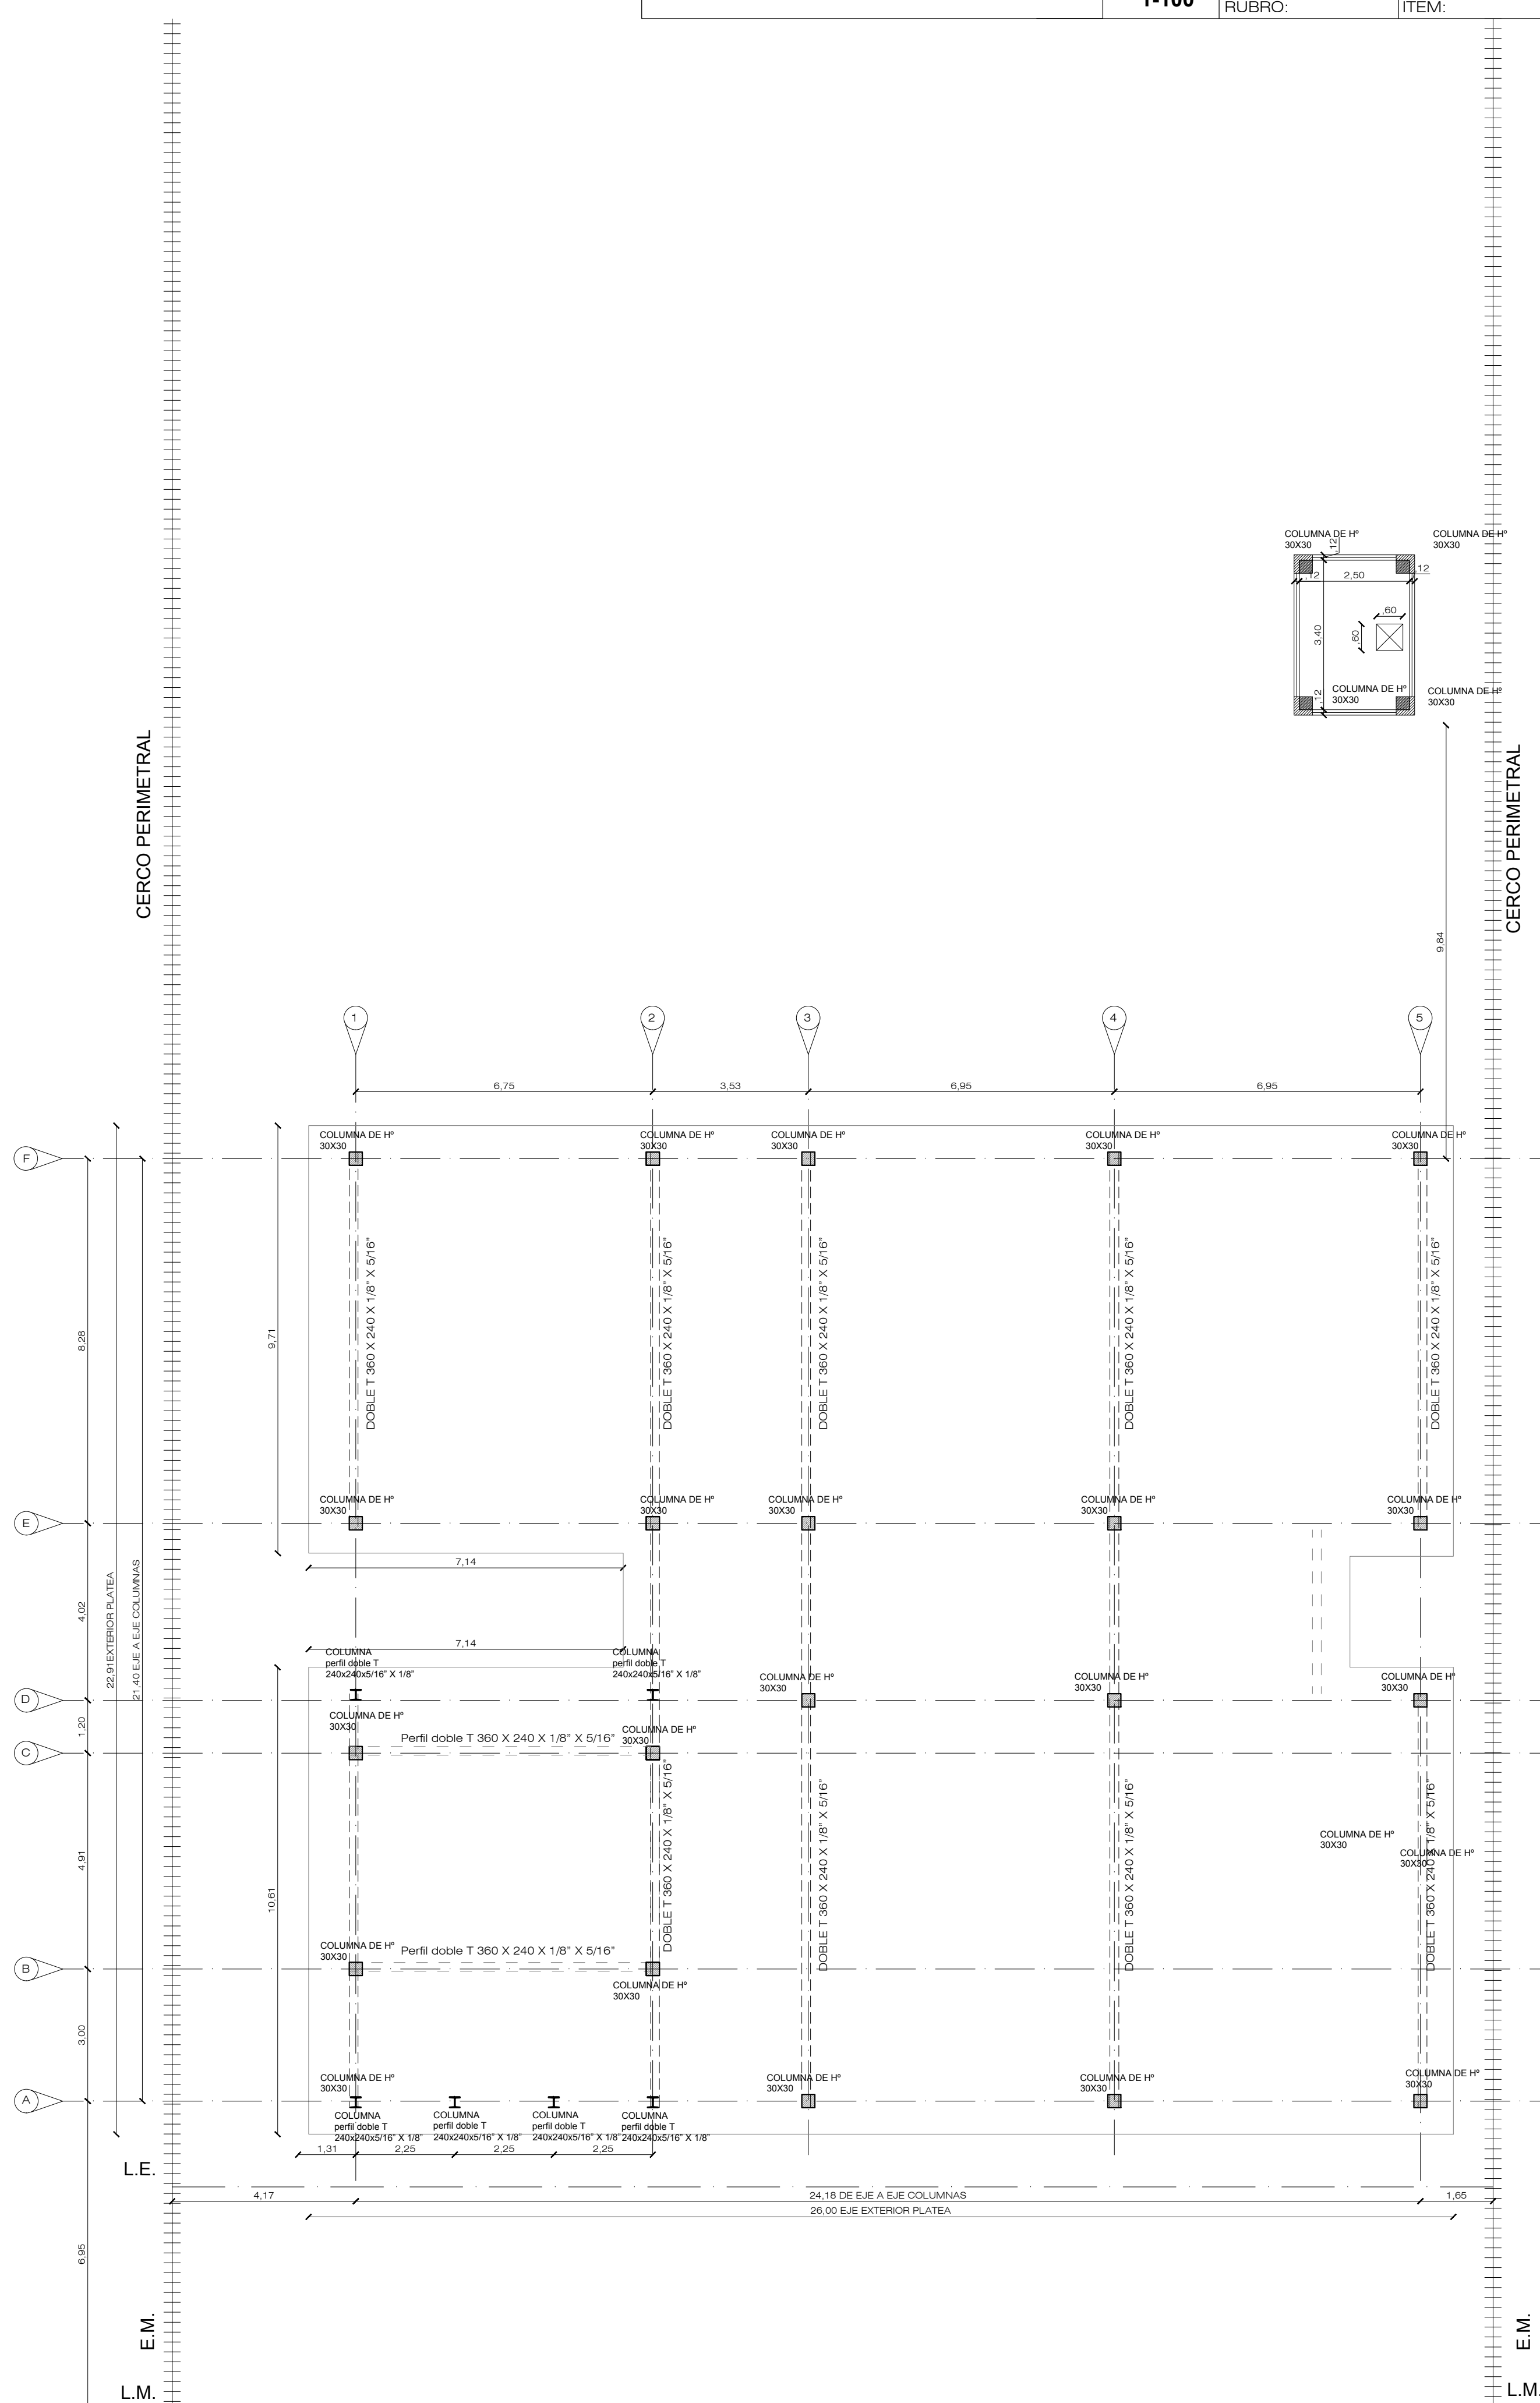 1-100
RUBRO:
ITEM:
COLUMNA DE Hº
30X30
COLUMNA DE Hº
30X30
,12
,12
2,50
,12
,60
3,40
,60
,12
COLUMNA DE Hº
30X30
COLUMNA DE Hº
30X30
CERCO PERIMETRAL
CERCO PERIMETRAL
9,84
1
2
3
4
5
6,75
3,53
6,95
6,95
F
COLUMNA DE Hº
30X30
COLUMNA DE Hº
30X30
COLUMNA DE Hº
30X30
COLUMNA DE Hº
30X30
COLUMNA DE Hº
30X30
8,28
9,71
DOBLE T 360 X 240 X 1/8" X 5/16"
DOBLE T 360 X 240 X 1/8" X 5/16"
DOBLE T 360 X 240 X 1/8" X 5/16"
DOBLE T 360 X 240 X 1/8" X 5/16"
DOBLE T 360 X 240 X 1/8" X 5/16"
E
COLUMNA DE Hº
30X30
COLUMNA DE Hº
30X30
COLUMNA DE Hº
30X30
COLUMNA DE Hº
30X30
COLUMNA DE Hº
30X30
7,14
4,02
22,91EXTERIOR PLATEA
21,40 EJE A EJE COLUMNAS
7,14
COLUMNA
perfil doble T
240x240x5/16" X 1/8"
COLUMNA
perfil doble T
240x240x5/16" X 1/8"
COLUMNA DE Hº
30X30
COLUMNA DE Hº
30X30
COLUMNA DE Hº
30X30
D
1,20
COLUMNA DE Hº
30X30
Perfil doble T 360 X 240 X 1/8" X 5/16"
COLUMNA DE Hº
30X30
C
4,91
10,61
DOBLE T 360 X 240 X 1/8" X 5/16"
DOBLE T 360 X 240 X 1/8" X 5/16"
DOBLE T 360 X 240 X 1/8" X 5/16"
DOBLE T 360 X 240 X 1/8" X 5/16"
COLUMNA DE Hº
30X30
COLUMNA DE Hº
30X30
COLUMNA DE Hº
30X30
Perfil doble T 360 X 240 X 1/8" X 5/16"
B
COLUMNA DE Hº
30X30
3,00
COLUMNA DE Hº
30X30
COLUMNA DE Hº
30X30
COLUMNA DE Hº
30X30
COLUMNA DE Hº
30X30
A
COLUMNA
perfil doble T
240x240x5/16" X 1/8"
COLUMNA
perfil doble T
240x240x5/16" X 1/8"
COLUMNA
perfil doble T
240x240x5/16" X 1/8"
COLUMNA
perfil doble T
240x240x5/16" X 1/8"
1,31
2,25
2,25
2,25
L.E.
4,17
24,18 DE EJE A EJE COLUMNAS
1,65
26,00 EJE EXTERIOR PLATEA
6,95
E.M.
E.M.
L.M.
L.M.